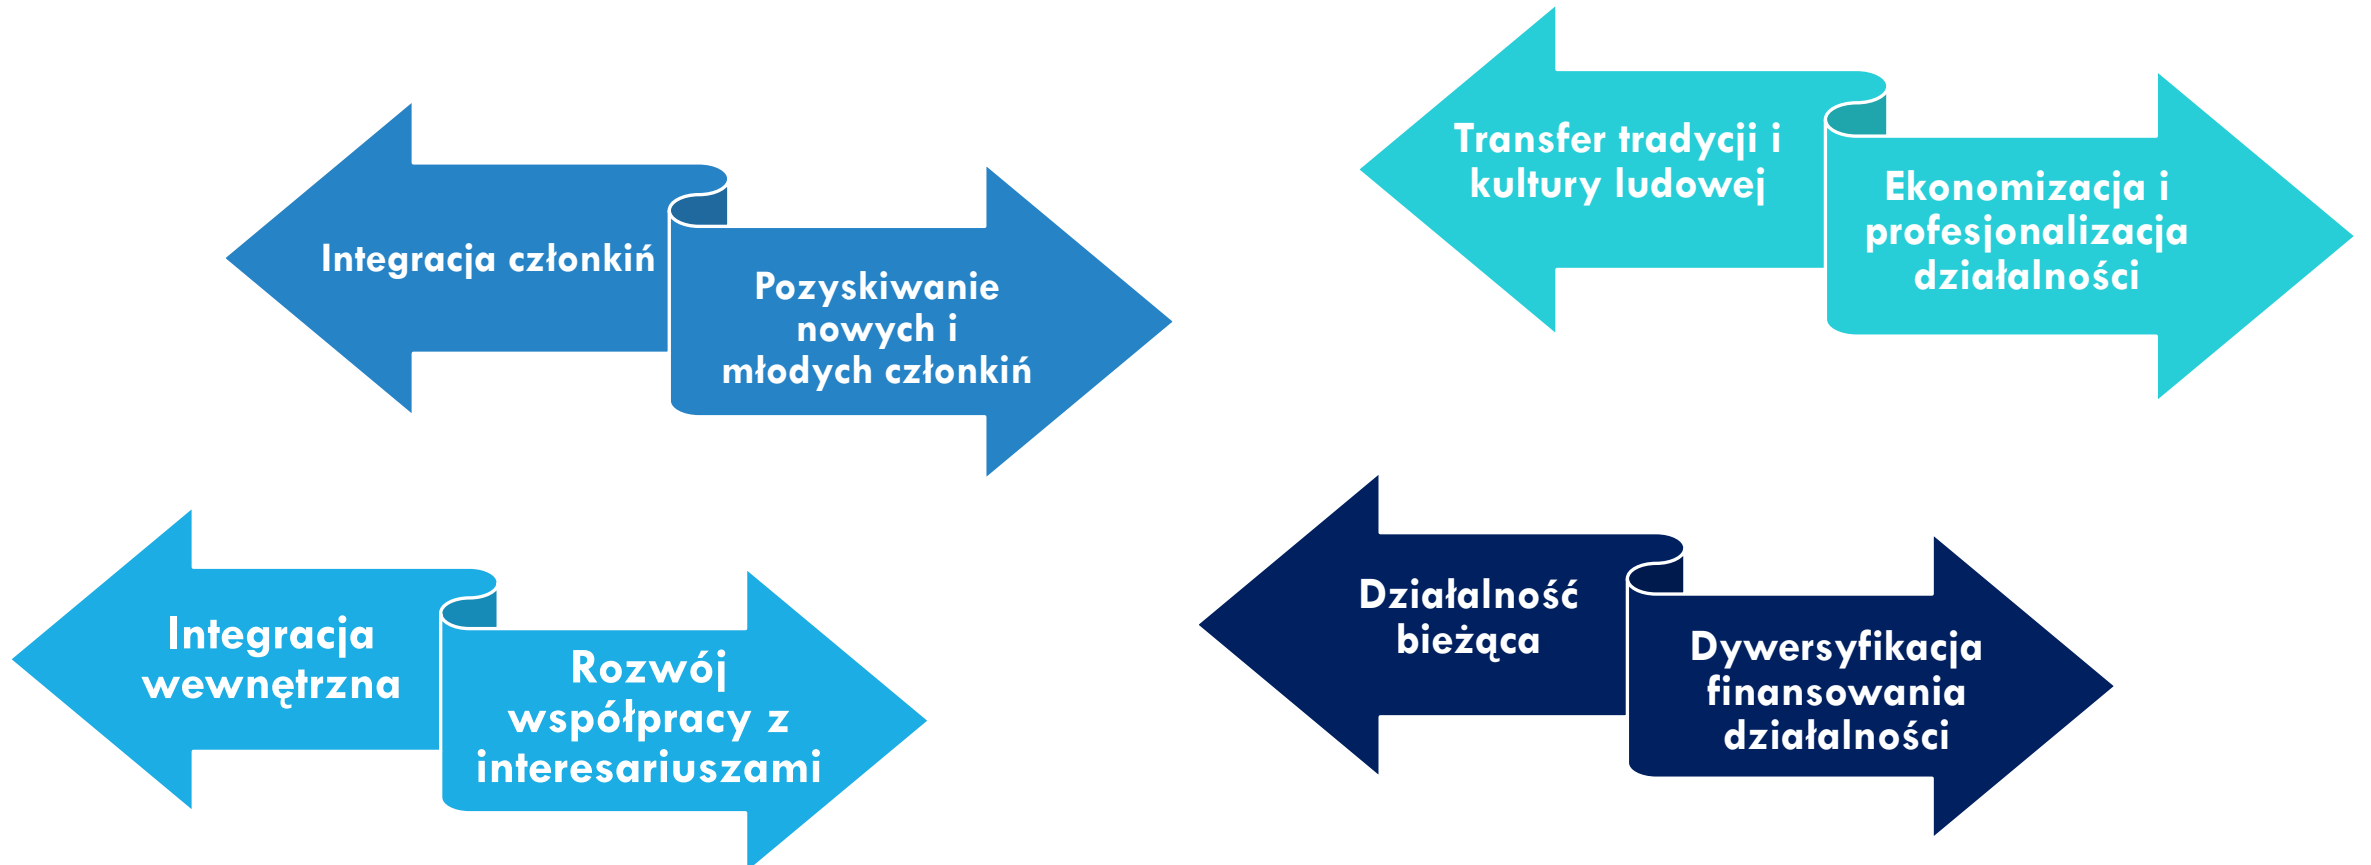 Integracja członkiń
Pozyskiwanie
nowych i
młodych członkiń
Transfer tradycji i
kultury ludowej
Ekonomizacja i
profesjonalizacja
działalności
Integracja
wewnętrzna
Rozwój
współpracy z
interesariuszami
Działalność
bieżąca
Dywersyfikacja
finansowania
działalności